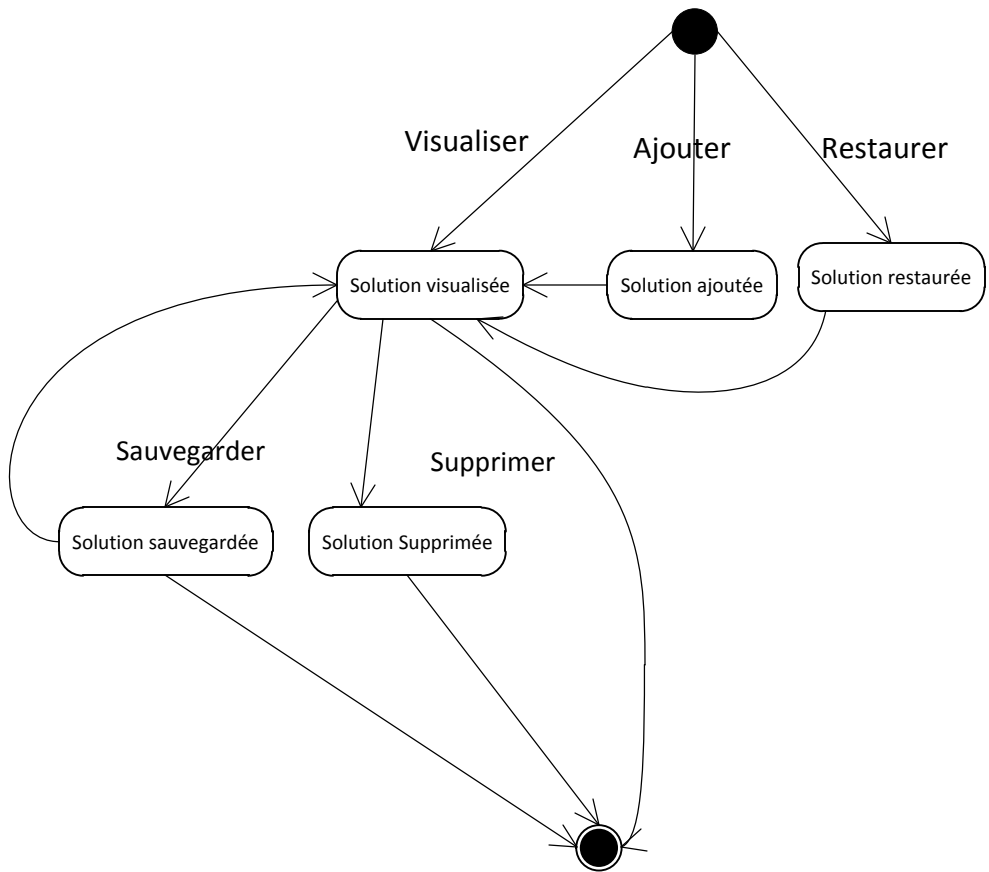 Visualiser
Ajouter
Restaurer
Solution visualisée
Solution ajoutée
Solution restaurée
Sauvegarder
Supprimer
Solution sauvegardée
Solution Supprimée